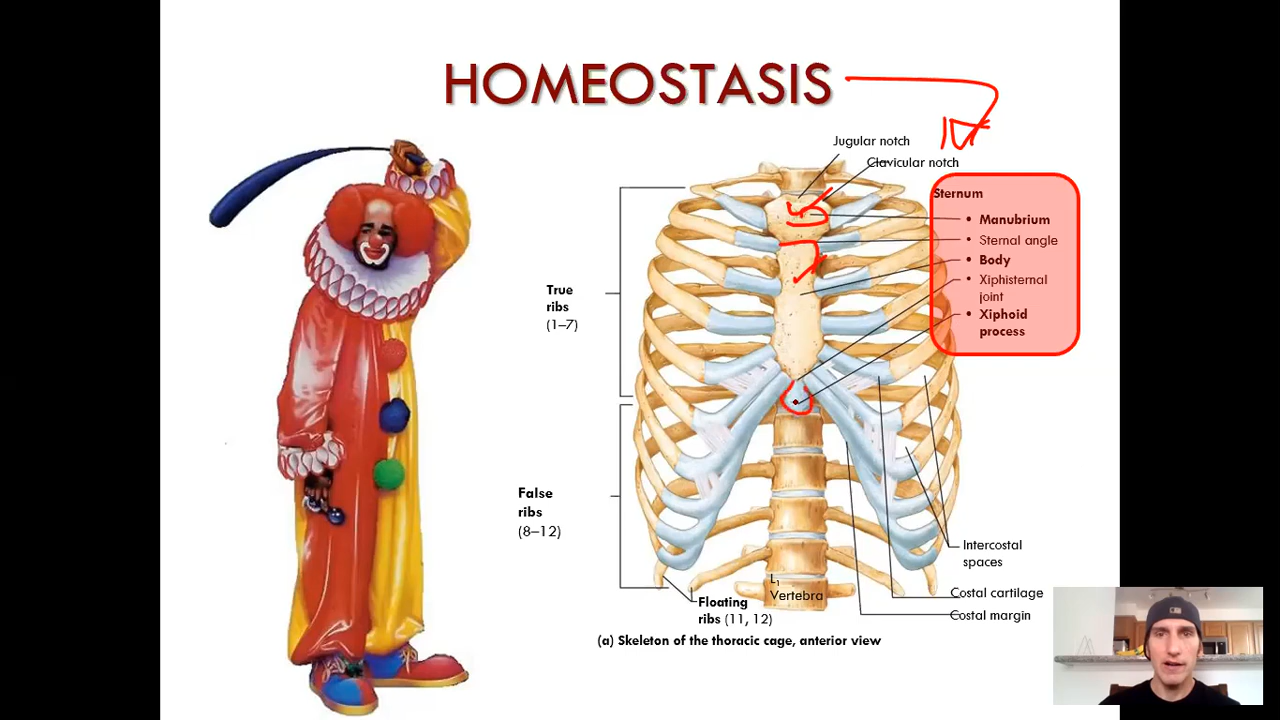 HOMEOSTASIS
Jugular notch
Clavicular notch
Sternum
• Manubrium
• Sternal angle
• Body
• Xiphisternal
joint
• Xiphoid
process
True
ribs
(1–7)
False
ribs
(8–12)
Intercostal
spaces
Costal cartilage
Costal margin
L1
Vertebra
Floating
ribs (11, 12)
(a) Skeleton of the thoracic cage, anterior view